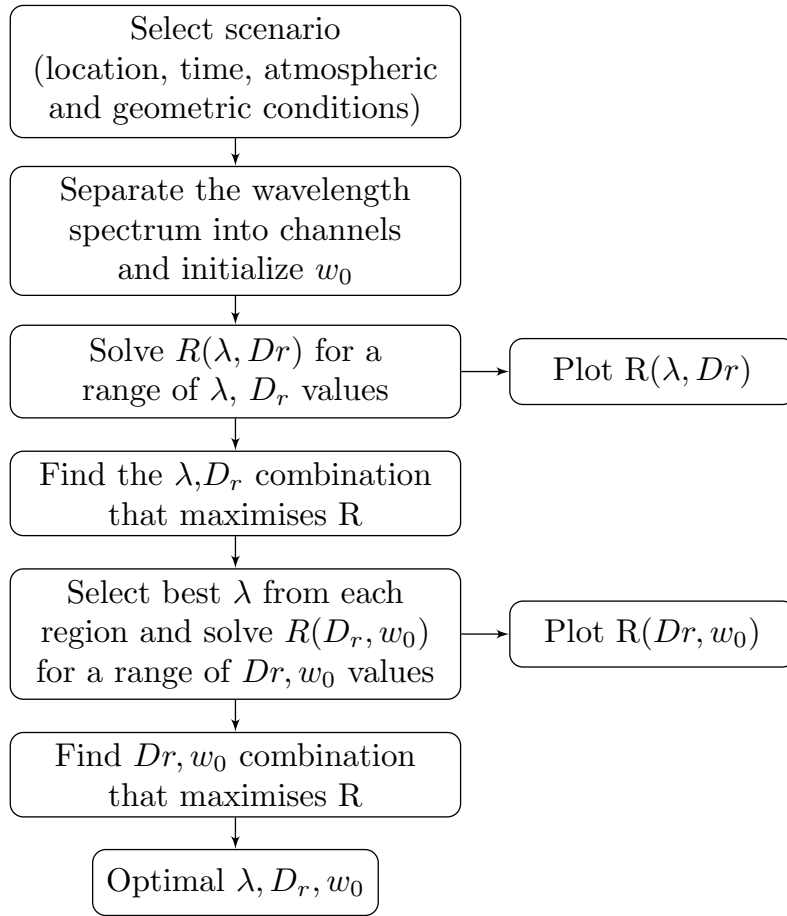 Select scenario
(location, time, atmospheric
and geometric conditions)
Separate the wavelength
spectrum into channels
and initialize w₀
Solve R(λ, Dr) for a
range of λ, Dᵣ values
Plot R(λ, Dr)
Find the λ,Dᵣ combination
that maximises R
Select best λ from each
region and solve R(Dᵣ, w₀)
for a range of Dr, w₀ values
Plot R(Dr, w₀)
Find Dr, w₀ combination
that maximises R
Optimal λ, Dᵣ, w₀